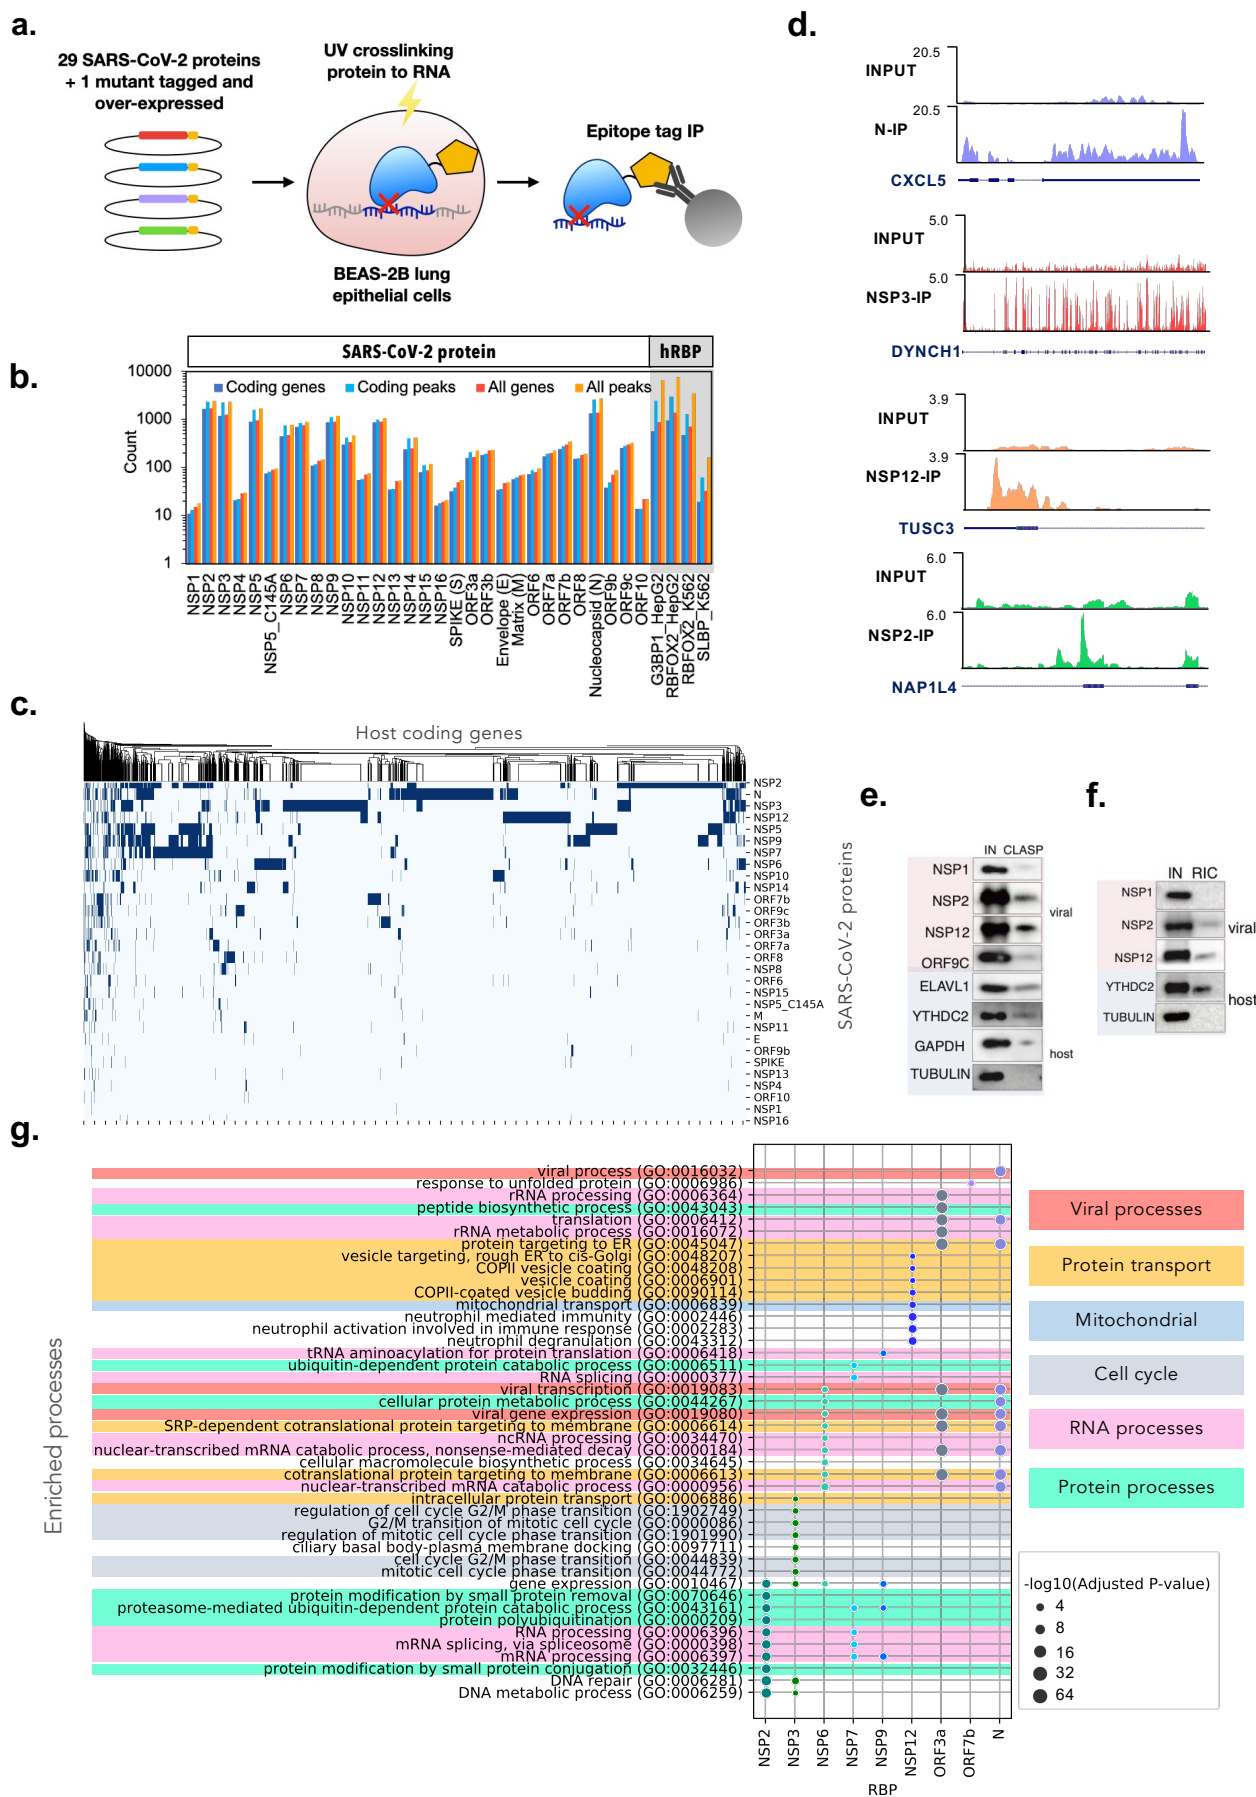 a.
29 SARS-CoV-2 proteins
+ 1 mutant tagged and
over-expressed
UV crosslinking
protein to RNA
Epitope tag IP
BEAS-2B lung
epithelial cells
b.
SARS-CoV-2 protein
hRBP
Coding genes
Coding peaks
All genes
All peaks
Count
10000
1000
100
10
1
NSP1
NSP2
NSP3
NSP4
NSP5
NSP5_C145A
NSP6
NSP7
NSP8
NSP9
NSP10
NSP11
NSP12
NSP13
NSP14
NSP15
NSP16
SPIKE (S)
ORF3a
ORF3b
Envelope (E)
Matrix (M)
ORF6
ORF7a
ORF7b
ORF8
Nucleocapsid (N)
ORF9b
ORF9c
ORF10
G3BP1_HepG2
RBFOX2_HepG2
RBFOX2_K562
SLBP_K562
c.
Host coding genes
NSP2
N
NSP3
NSP12
NSP5
NSP9
NSP7
NSP6
NSP10
NSP14
ORF7b
ORF9c
ORF3b
ORF3a
ORF7a
ORF8
NSP8
ORF6
NSP15
NSP5_C145A
M
NSP11
E
ORF9b
SPIKE
NSP13
NSP4
ORF10
NSP1
NSP16
SARS-CoV-2 proteins
d.
20.5
INPUT
20.5
N-IP
CXCL5
5.0
INPUT
5.0
NSP3-IP
DYNCH1
3.9
INPUT
3.9
NSP12-IP
TUSC3
6.0
INPUT
6.0
NSP2-IP
NAP1L4
e.
IN CLASP
NSP1
NSP2
NSP12
ORF9C
viral
ELAVL1
YTHDC2
GAPDH
TUBULIN
host
f.
IN RIC
NSP1
NSP2
NSP12
viral
YTHDC2
TUBULIN
host
g.
Enriched processes
viral process (GO:0016032)
response to unfolded protein (GO:0006986)
rRNA processing (GO:0006364)
peptide biosynthetic process (GO:0043043)
translation (GO:0006412)
rRNA metabolic process (GO:0016072)
protein targeting to ER (GO:0045047)
vesicle targeting, rough ER to cis-Golgi (GO:0048207)
COPII vesicle coating (GO:0048208)
vesicle coating (GO:0006901)
COPII-coated vesicle budding (GO:0090114)
mitochondrial transport (GO:0006839)
neutrophil mediated immunity (GO:0002446)
neutrophil activation involved in immune response (GO:0002283)
neutrophil degranulation (GO:0043312)
tRNA aminoacylation for protein translation (GO:0006418)
ubiquitin-dependent protein catabolic process (GO:0006511)
RNA splicing (GO:0000377)
viral transcription (GO:0019083)
cellular protein metabolic process (GO:0044267)
viral gene expression (GO:0019080)
SRP-dependent cotranslational protein targeting to membrane (GO:0006614)
ncRNA processing (GO:0034470)
nuclear-transcribed mRNA catabolic process, nonsense-mediated decay (GO:0000184)
cellular macromolecule biosynthetic process (GO:0034645)
cotranslational protein targeting to membrane (GO:0006613)
nuclear-transcribed mRNA catabolic process (GO:0000956)
intracellular protein transport (GO:0006886)
regulation of cell cycle G2/M phase transition (GO:1902749)
G2/M transition of mitotic cell cycle (GO:0000086)
regulation of mitotic cell cycle phase transition (GO:1901990)
ciliary basal body-plasma membrane docking (GO:0097711)
cell cycle G2/M phase transition (GO:0044839)
mitotic cell cycle phase transition (GO:0044772)
gene expression (GO:0010467)
protein modification by small protein removal (GO:0070646)
proteasome-mediated ubiquitin-dependent protein catabolic process (GO:0043161)
protein polyubiquitination (GO:0000209)
RNA processing (GO:0006396)
mRNA splicing, via spliceosome (GO:0000398)
mRNA processing (GO:0006397)
protein modification by small protein conjugation (GO:0032446)
DNA repair (GO:0006281)
DNA metabolic process (GO:0006259)
NSP2
NSP3
NSP6
NSP7
NSP9
NSP12
ORF3a
ORF7b
N
RBP
Viral processes
Protein transport
Mitochondrial
Cell cycle
RNA processes
Protein processes
-log10(Adjusted P-value)
4
8
16
32
64